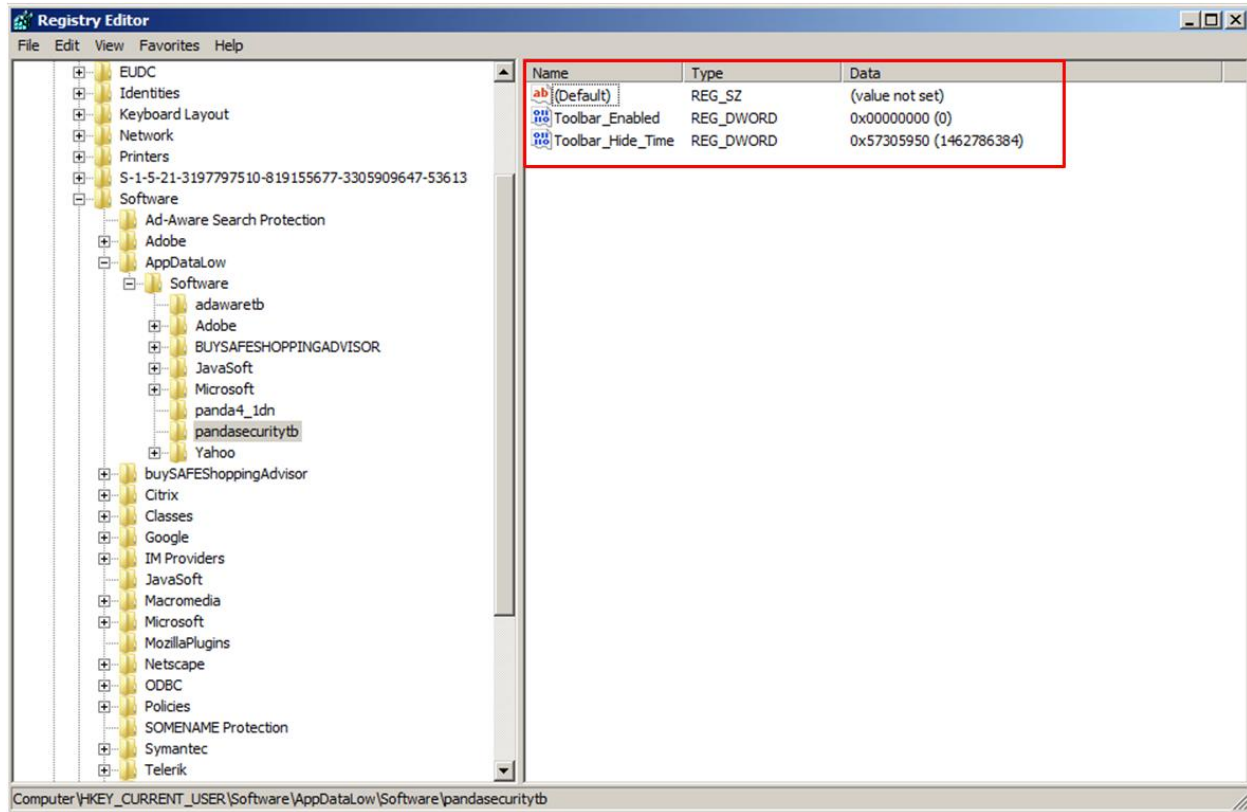 Registry Editor
File Edit View Favorites Help
EUDC
Identities
Keyboard Layout
Network
Printers
S-1-5-21-3197797510-819155677-3305909647-53613
Software
Ad-Aware Search Protection
Adobe
AppDataLow
Software
adawaretb
Adobe
BUYSAFESHOPPINGADVISOR
JavaSoft
Microsoft
panda4_1dn
pandasecuritytb
Yahoo
buySAFEShoppingAdvisor
Citrix
Classes
Google
IM Providers
JavaSoft
Macromedia
Microsoft
MozillaPlugins
Netscape
ODBC
Policies
SOMENAME Protection
Symantec
Telerik
Name Type Data
(Default) REG_SZ (value not set)
Toolbar_Enabled REG_DWORD 0x00000000 (0)
Toolbar_Hide_Time REG_DWORD 0x57305950 (1462786384)
Computer\HKEY_CURRENT_USER\Software\AppDataLow\Software\pandasecuritytb